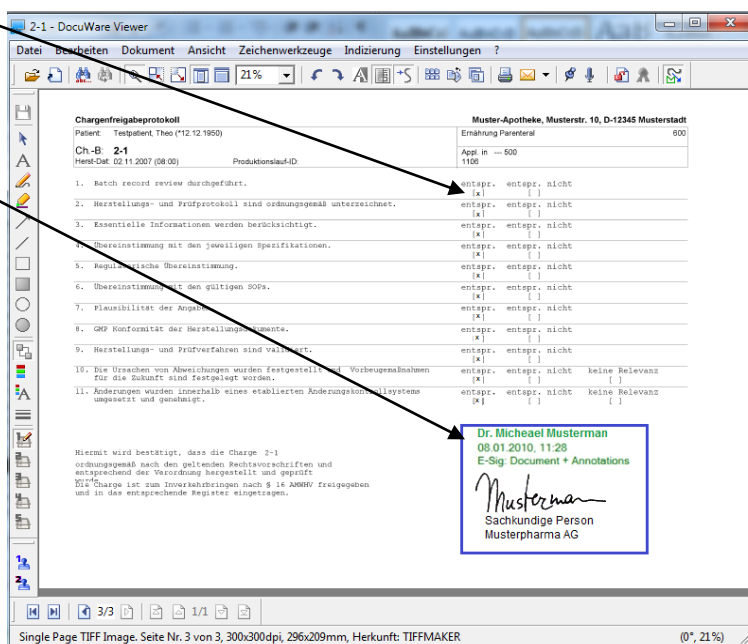 2-1 - DocuWare Viewer
Datei Bearbeiten Dokument Ansicht Zeichenwerkzeuge Indizierung Einstellungen ?
21%
Chargenfreigabeprotokoll Muster-Apotheke, Musterstr. 10, D-12345 Musterstadt
Patient: Testpatient, Theo (*12.12.1950) Ernährung Parenteral 600
Ch.-B: 2-1 Appl. in --- 500
Herst-Dat: 02.11.2007 (08:00) Produktionslauf-ID: 1106
1. Batch record review durchgeführt. entspr. entspr. nicht
[x] [ ]
2. Herstellungs- und Prüfprotokoll sind ordnungsgemäß unterzeichnet. entspr. entspr. nicht
[x] [ ]
3. Essentielle Informationen werden berücksichtigt. entspr. entspr. nicht
[x] [ ]
4. Übereinstimmung mit den jeweiligen Spezifikationen. entspr. entspr. nicht
[x] [ ]
5. Regulatorische Übereinstimmung. entspr. entspr. nicht
[x] [ ]
6. Übereinstimmung mit den gültigen SOPs. entspr. entspr. nicht
[x] [ ]
7. Plausibilität der Angaben. entspr. entspr. nicht
[x] [ ]
8. GMP Konformität der Herstellungsdokumente. entspr. entspr. nicht
[x] [ ]
9. Herstellungs- und Prüfverfahren sind validiert. entspr. entspr. nicht
[x] [ ]
10. Die Ursachen von Abweichungen wurden festgestellt und Vorbeugemaßnahmen entspr. entspr. nicht keine Relevanz
für die Zukunft sind festgelegt worden. [x] [ ] [ ]
11. Änderungen wurden innerhalb eines etablierten Änderungskontrollsystems entspr. entspr. nicht keine Relevanz
umgesetzt und genehmigt. [x] [ ] [ ]
Dr. Micheael Musterman
08.01.2010, 11:28
E-Sig: Document + Annotations
Musterman
Sachkundige Person
Musterpharma AG
Hiermit wird bestätigt, dass die Charge 2-1
ordnungsgemäß nach den geltenden Rechtsvorschriften und
entsprechend der Verordnung hergestellt und geprüft
wurde.
Die Charge ist zum Inverkehrbringen nach § 16 AMWHV freigegeben
und in das entsprechende Register eingetragen.
3/3 1/1
Single Page TIFF Image. Seite Nr. 3 von 3, 300x300dpi, 296x209mm, Herkunft: TIFFMAKER (0°, 21%)